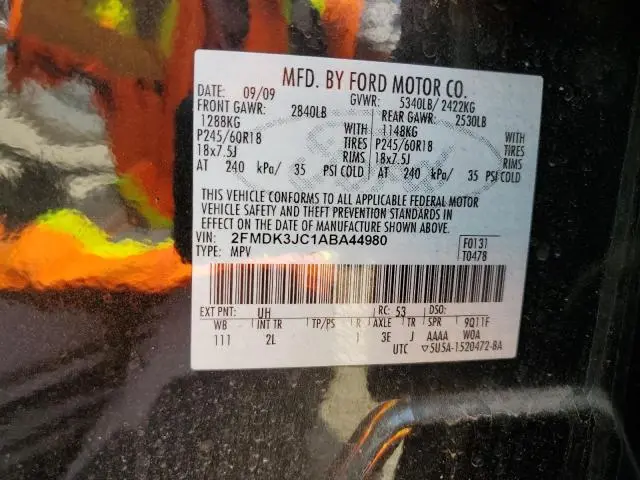 MFD. BY FORD MOTOR CO.
DATE: 09/09 GVWR: 5340LB/ 2422KG
FRONT GAWR: 2840LB REAR GAWR: 2530LB
1288KG 1148KG
P245/60R18 TIRES P245/60R18 TIRES
18x7.5J RIMS 18x7.5J RIMS
AT 240 kPa/ 35 PSI COLD AT 240 kPa/ 35 PSI COLD
THIS VEHICLE CONFORMS TO ALL APPLICABLE FEDERAL MOTOR
VEHICLE SAFETY AND THEFT PREVENTION STANDARDS IN
EFFECT ON THE DATE OF MANUFACTURE SHOWN ABOVE.
VIN: 2FMDK3JC1ABA44980 F0131
TYPE: MPV T0478
EXT PNT: UH RC: 53 DSO:
WB INT TR TP/PS R AXLE TR SPR 9Q11F
111 2L 1 3E J AAAA WOA
UTC ▽5U5A-1520472-BA
Ford